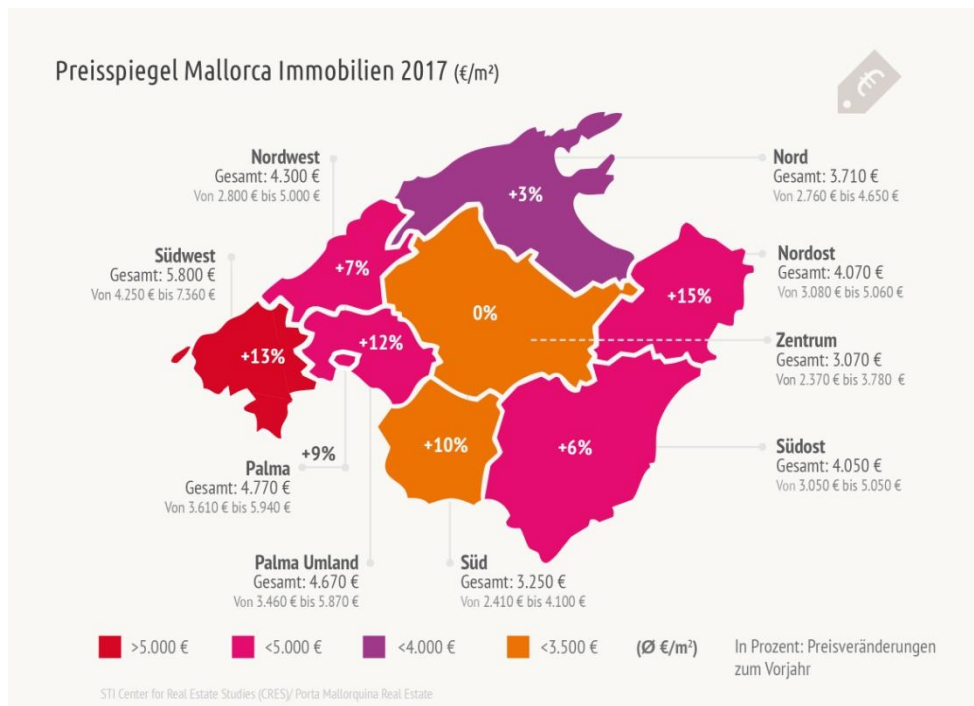 Preisspiegel Mallorca Immobilien 2017 (€/m²)
Nordwest
Gesamt: 4.300 €
Von 2.800 € bis 5.000 €
Nord
Gesamt: 3.710 €
Von 2.760 € bis 4.650 €
Südwest
Gesamt: 5.800 €
Von 4.250 € bis 7.360 €
Nordost
Gesamt: 4.070 €
Von 3.080 € bis 5.060 €
+3%
+7%
+15%
0%
+12%
+13%
Zentrum
Gesamt: 3.070 €
Von 2.370 € bis 3.780 €
+10%
+6%
+9%
Palma
Gesamt: 4.770 €
Von 3.610 € bis 5.940 €
Südost
Gesamt: 4.050 €
Von 3.050 € bis 5.050 €
Palma Umland
Gesamt: 4.670 €
Von 3.460 € bis 5.870 €
Süd
Gesamt: 3.250 €
Von 2.410 € bis 4.100 €
>5.000 €
<5.000 €
<4.000 €
<3.500 €
(Ø €/m²)
In Prozent: Preisveränderungen
zum Vorjahr
STI Center for Real Estate Studies (CRES)/ Porta Mallorquina Real Estate
€